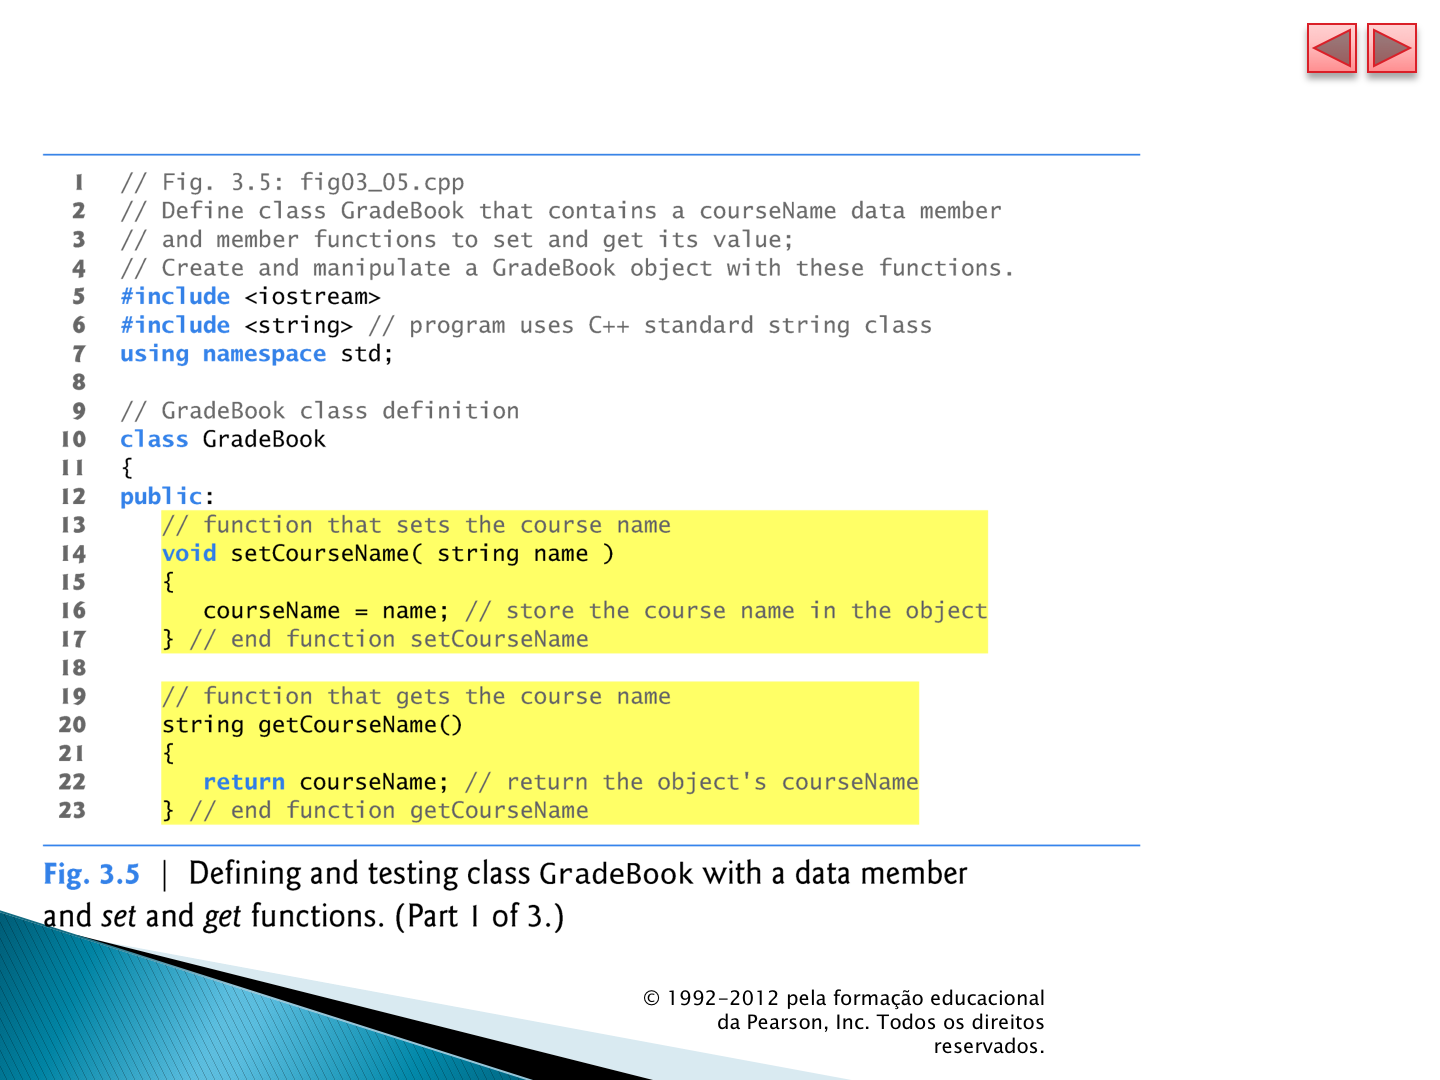 1 // Fig. 3.5: fig03_05.cpp
2 // Define class GradeBook that contains a courseName data member
3 // and member functions to set and get its value;
4 // Create and manipulate a GradeBook object with these functions.
5 #include <iostream>
6 #include <string> // program uses C++ standard string class
7 using namespace std;
8
9 // GradeBook class definition
10 class GradeBook
11 {
12 public:
13    // function that sets the course name
14    void setCourseName( string name )
15    {
16       courseName = name; // store the course name in the object
17    } // end function setCourseName
18
19    // function that gets the course name
20    string getCourseName()
21    {
22       return courseName; // return the object's courseName
23    } // end function getCourseName
Fig. 3.5 | Defining and testing class GradeBook with a data member
and set and get functions. (Part 1 of 3.)
© 1992-2012 pela formação educacional
da Pearson, Inc. Todos os direitos
reservados.